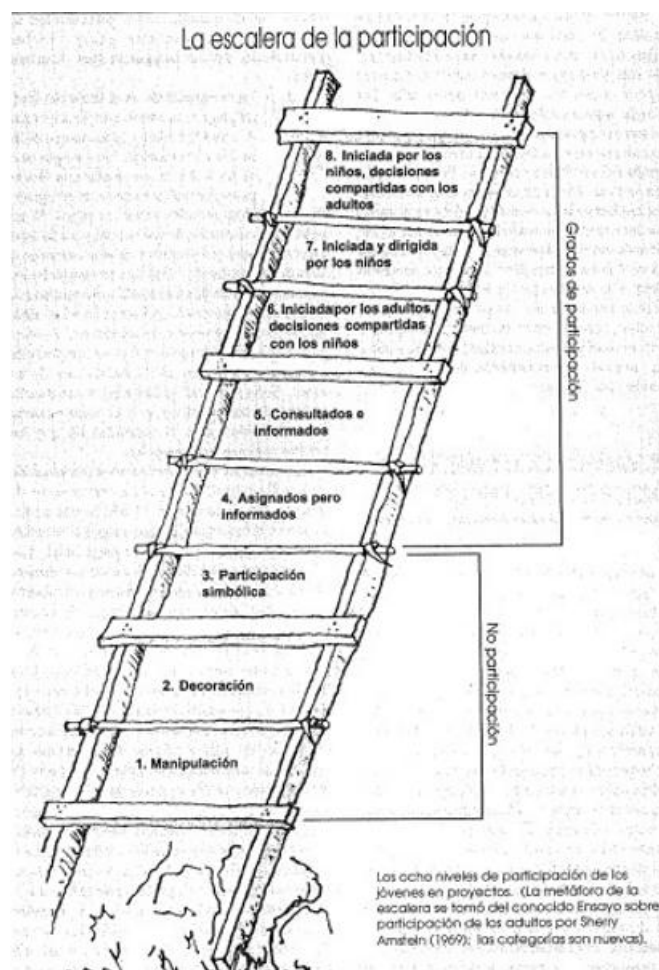 La escalera de la participación
8. Iniciada por los
niños, decisiones
compartidas con los
adultos
7. Iniciada y dirigida
por los niños
6. Iniciadapor los adultos,
decisiones compartidas
con los niños
5. Consultados e
informados
4. Asignados pero
informados
3. Participación
simbólica
2. Decoración
1. Manipulación
Grados de participación
No participación
Los ocho niveles de participación de los
jóvenes en proyectos. (La metáfora de la
escalera se tomó del conocido Ensayo sobre
participación de los adultos por Sherry
Arnstein (1969); las categorías son nuevas).